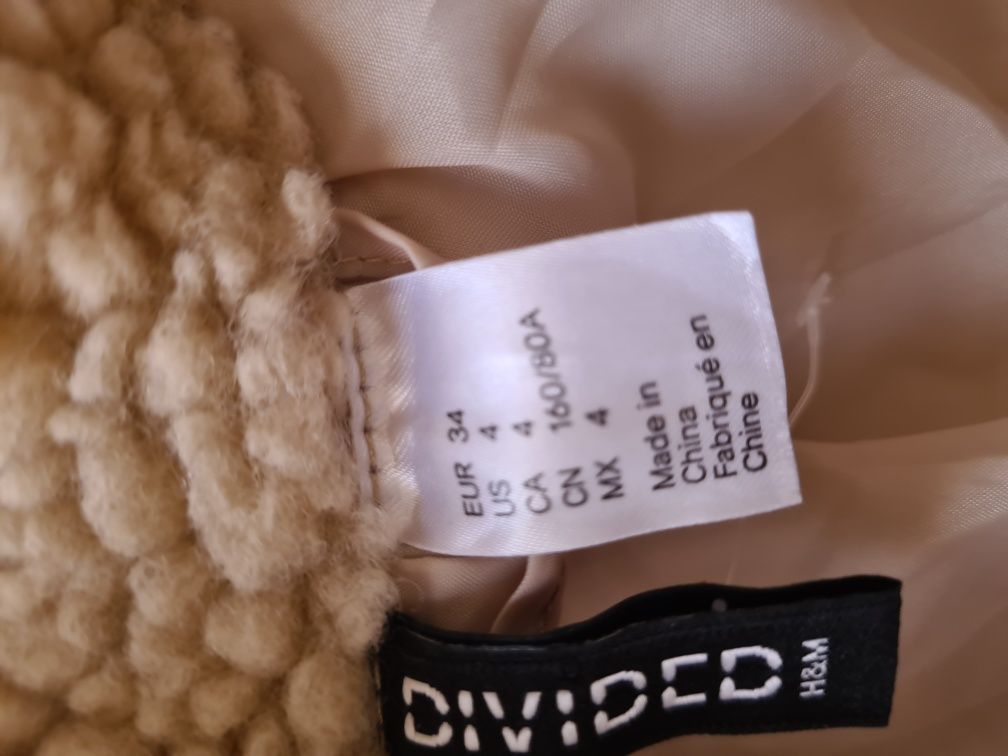 EUR 34
US 4
CA 4
CN 160/80A
MX 4
Made in
China
Fabriqué en
Chine
DIVIDED
H&M